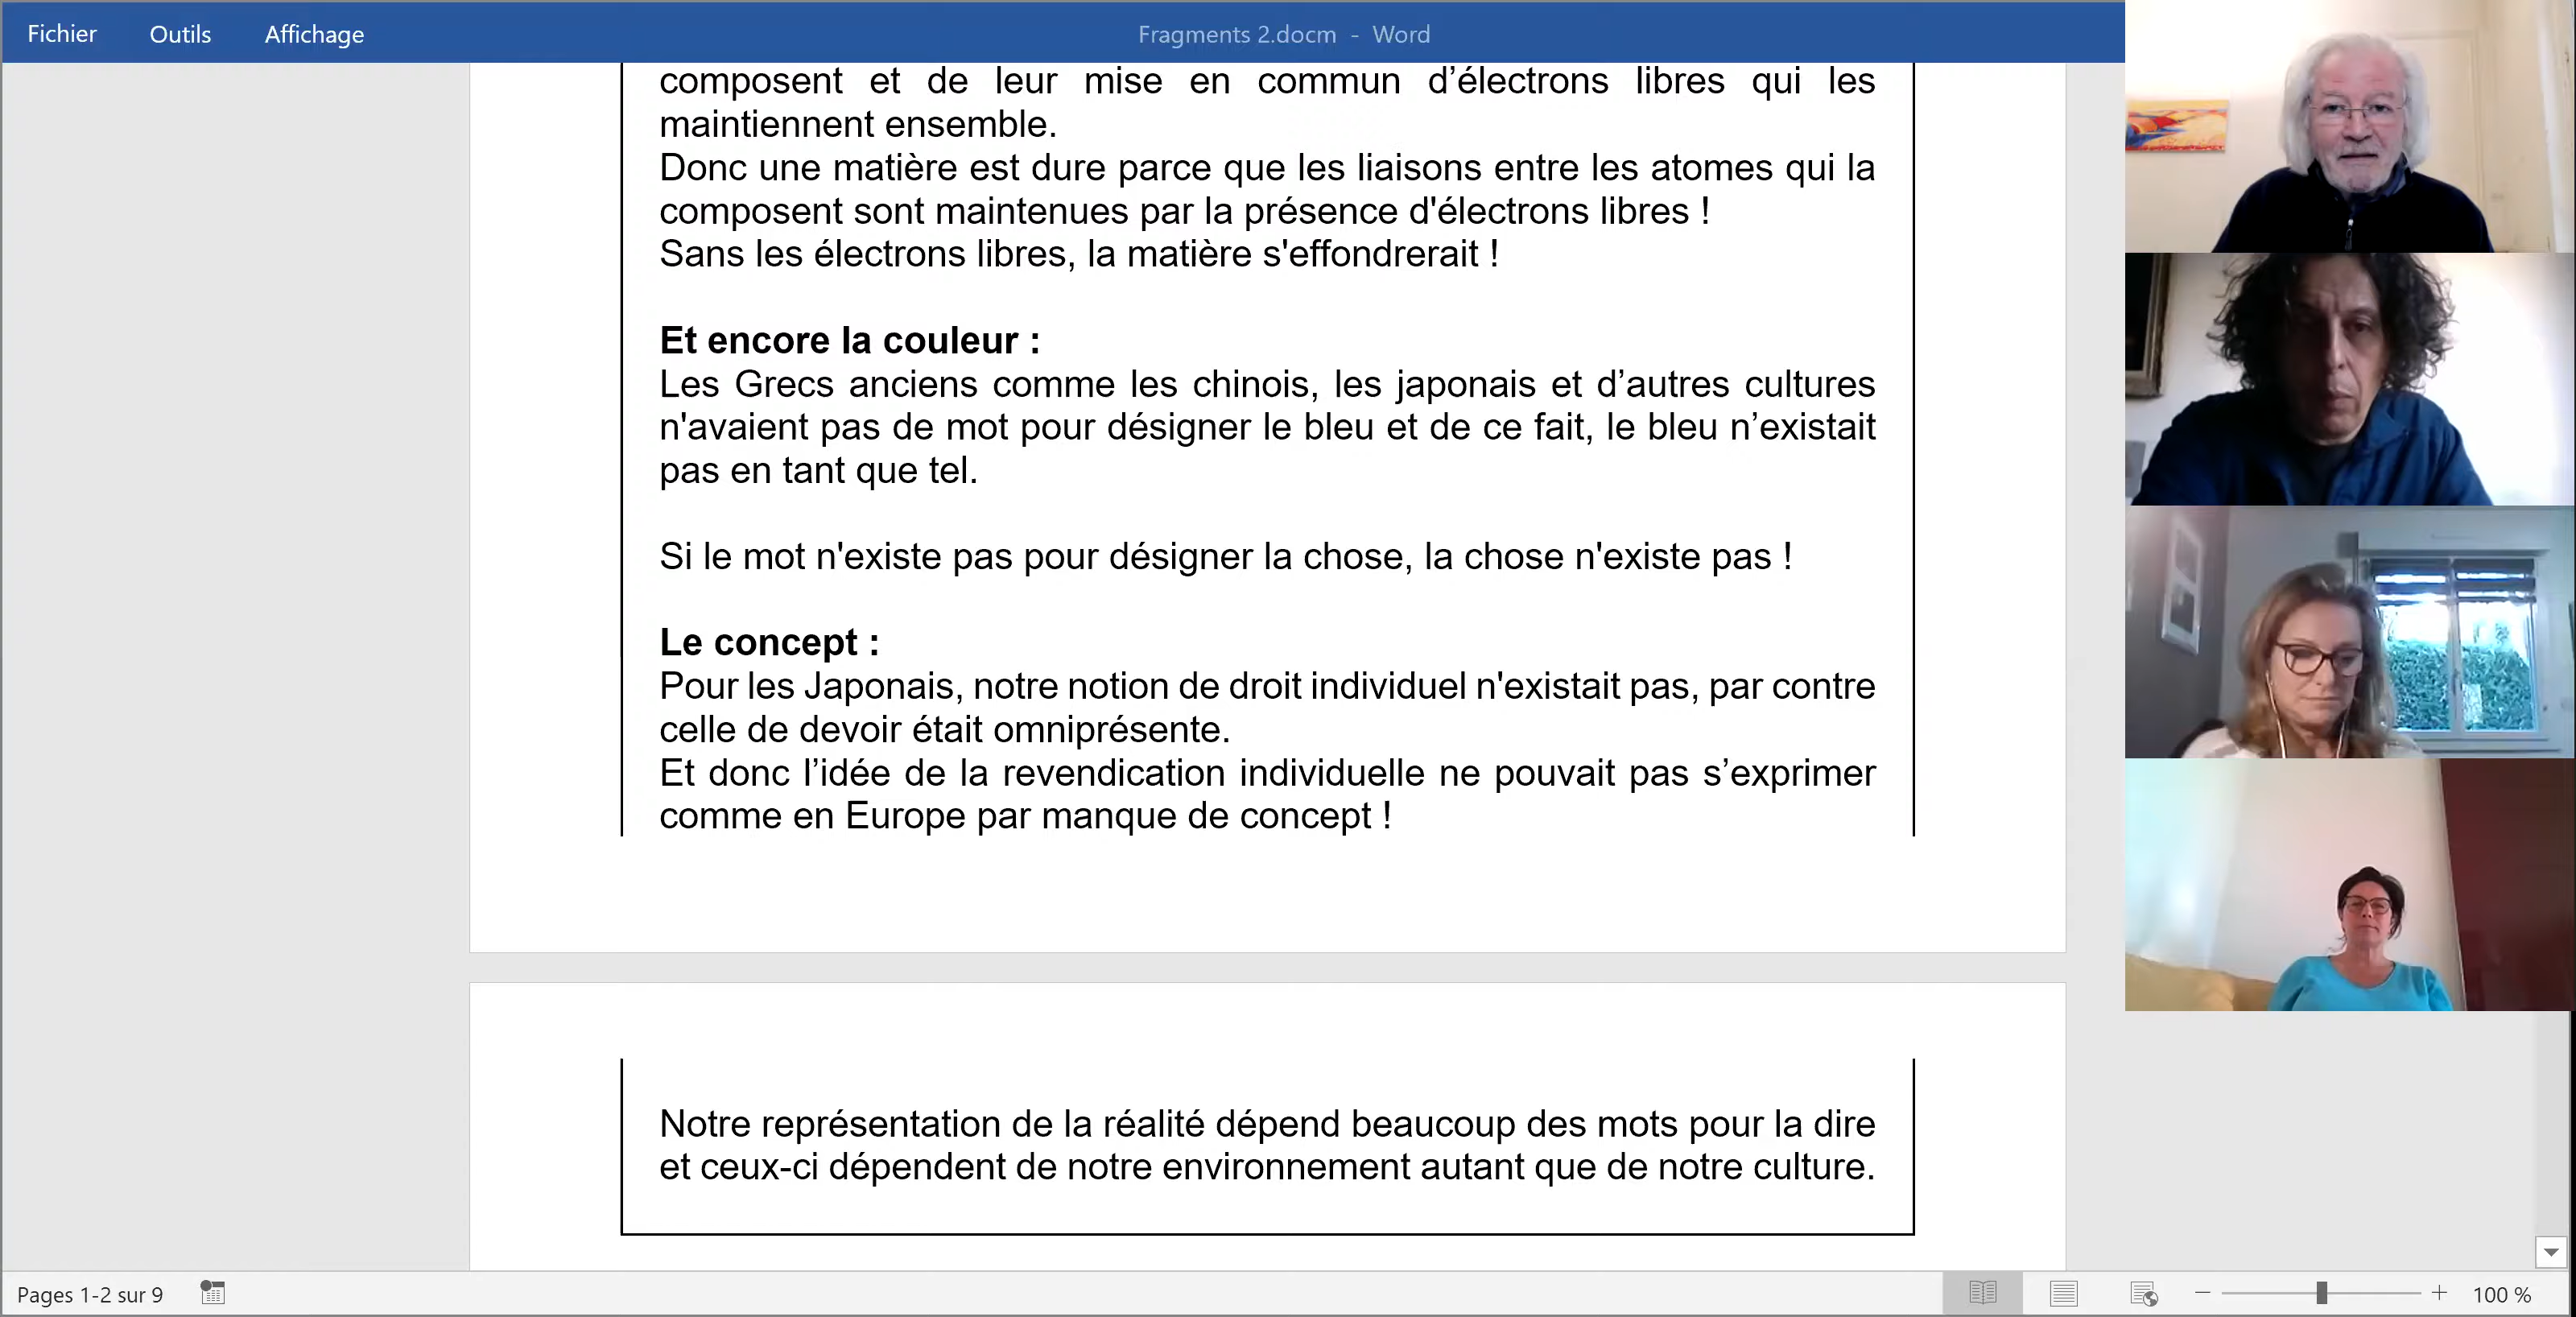 Fichier Outils Affichage Fragments 2.docm - Word
composent et de leur mise en commun d’électrons libres qui les
maintiennent ensemble.
Donc une matière est dure parce que les liaisons entre les atomes qui la
composent sont maintenues par la présence d'électrons libres !
Sans les électrons libres, la matière s'effondrerait !
Et encore la couleur :
Les Grecs anciens comme les chinois, les japonais et d’autres cultures
n'avaient pas de mot pour désigner le bleu et de ce fait, le bleu n’existait
pas en tant que tel.
Si le mot n'existe pas pour désigner la chose, la chose n'existe pas !
Le concept :
Pour les Japonais, notre notion de droit individuel n'existait pas, par contre
celle de devoir était omniprésente.
Et donc l’idée de la revendication individuelle ne pouvait pas s’exprimer
comme en Europe par manque de concept !
Notre représentation de la réalité dépend beaucoup des mots pour la dire
et ceux-ci dépendent de notre environnement autant que de notre culture.
Pages 1-2 sur 9 100 %